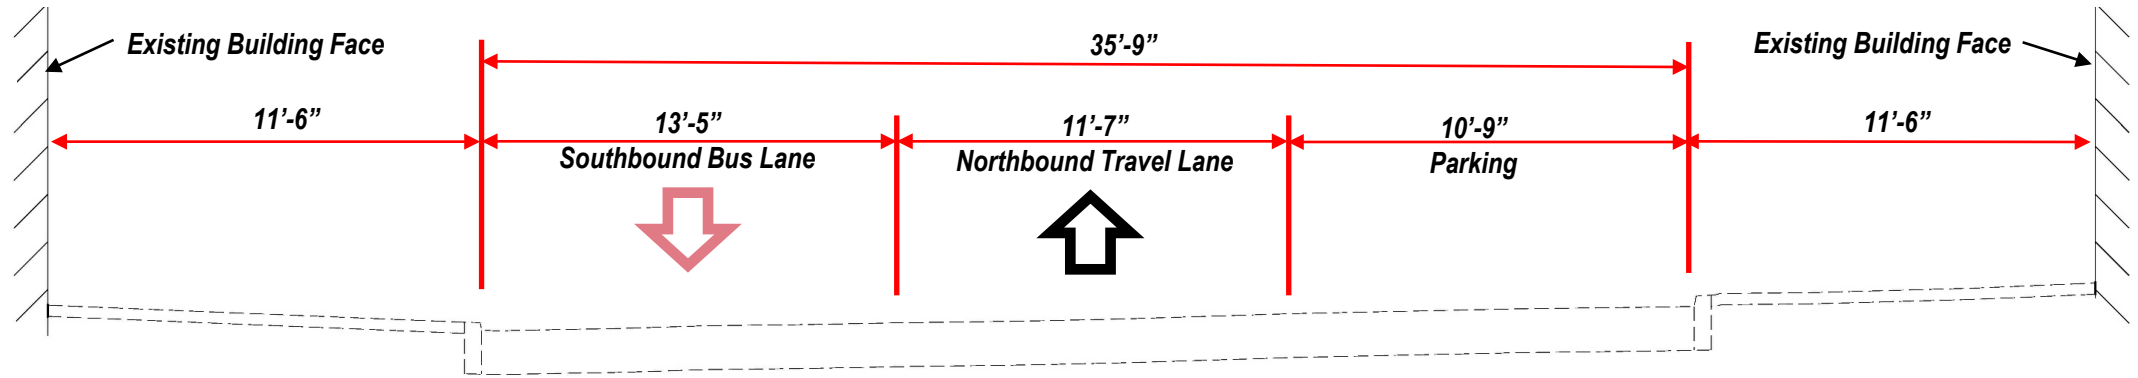 Existing Building Face
35’-9”
Existing Building Face
11’-6”
13’-5”
11’-7”
10’-9”
11’-6”
Southbound Bus Lane
Northbound Travel Lane
Parking